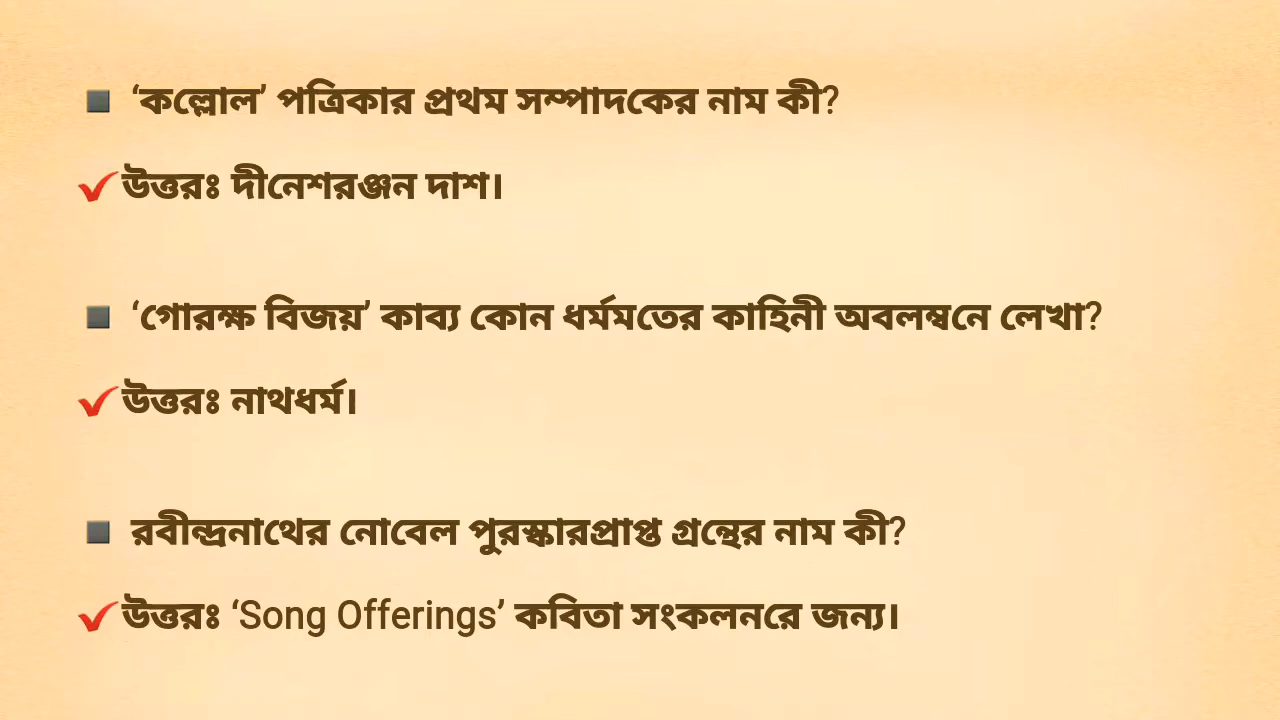 ‘কল্লোল’ পত্রিকার প্রথম সম্পাদকের নাম কী?
উত্তরঃ দীনেশরঞ্জন দাশ।
‘গোরক্ষ বিজয়’ কাব্য কোন ধর্মমতের কাহিনী অবলম্বনে লেখা?
উত্তরঃ নাথধর্ম।
রবীন্দ্রনাথের নোবেল পুরস্কারপ্রাপ্ত গ্রন্থের নাম কী?
উত্তরঃ ‘Song Offerings’ কবিতা সংকলনরে জন্য।